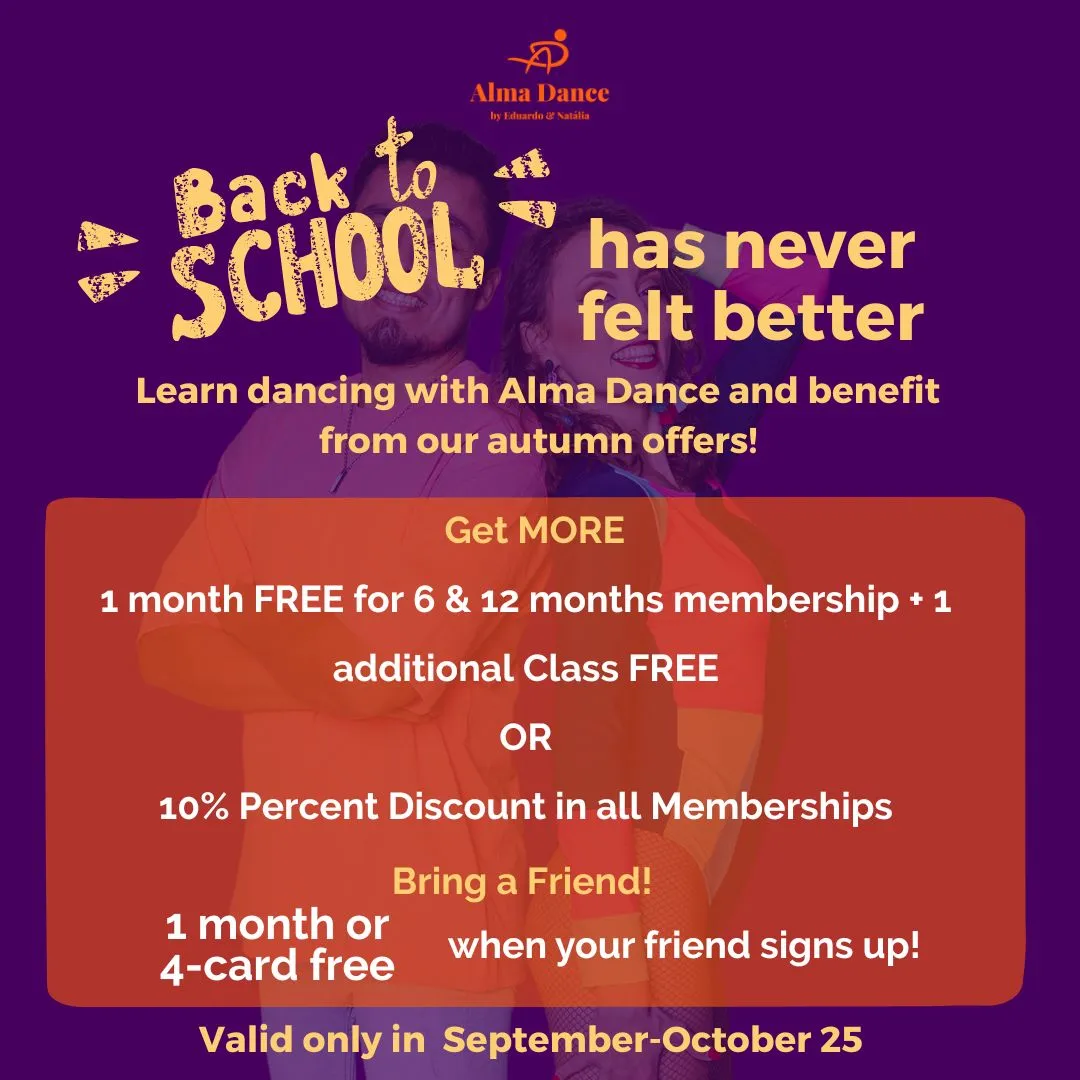 Alma Dance
by Eduardo & Natália
Back to
SCHOOL
has never
felt better
Learn dancing with Alma Dance and benefit
from our autumn offers!
Get MORE
1 month FREE for 6 & 12 months membership + 1
additional Class FREE
OR
10% Percent Discount in all Memberships
Bring a Friend!
1 month or
4-card free
when your friend signs up!
Valid only in September-October 25